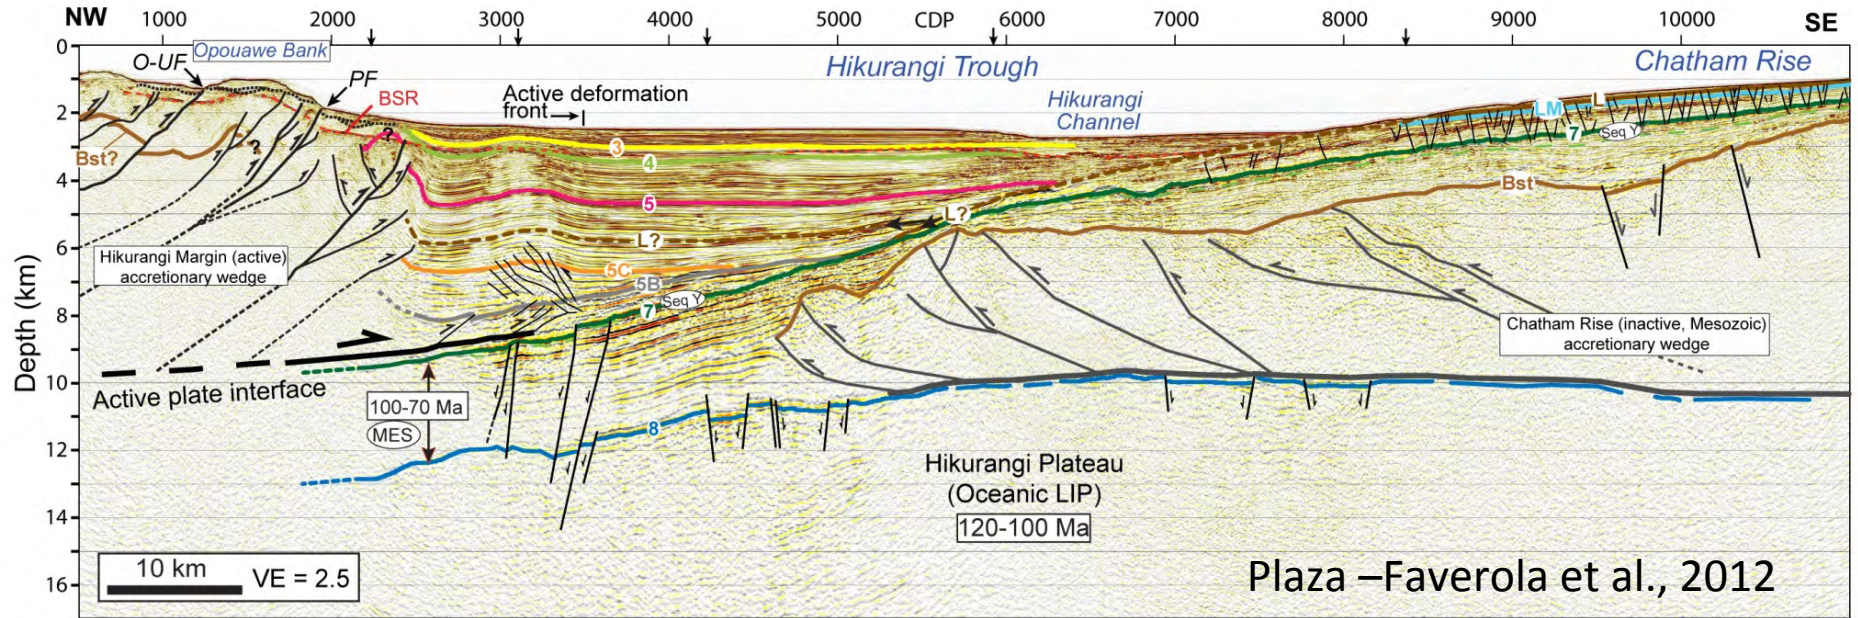 NW 1000 2000 3000 4000 5000 CDP 6000 7000 8000 9000 10000 SE
Opouawe Bank
O-UF
PF
BSR
Active deformation
front
Hikurangi Trough
Hikurangi
Channel
Chatham Rise
LM
L
7
Seq Y
Bst?
?
?
3
4
5
L?
L?
5C
5B
7
Seq Y
Bst
Hikurangi Margin (active)
accretionary wedge
Chatham Rise (inactive, Mesozoic)
accretionary wedge
Active plate interface
100-70 Ma
MES
8
Hikurangi Plateau
(Oceanic LIP)
120-100 Ma
10 km
VE = 2.5
Plaza –Faverola et al., 2012
Depth (km)
0
2
4
6
8
10
12
14
16